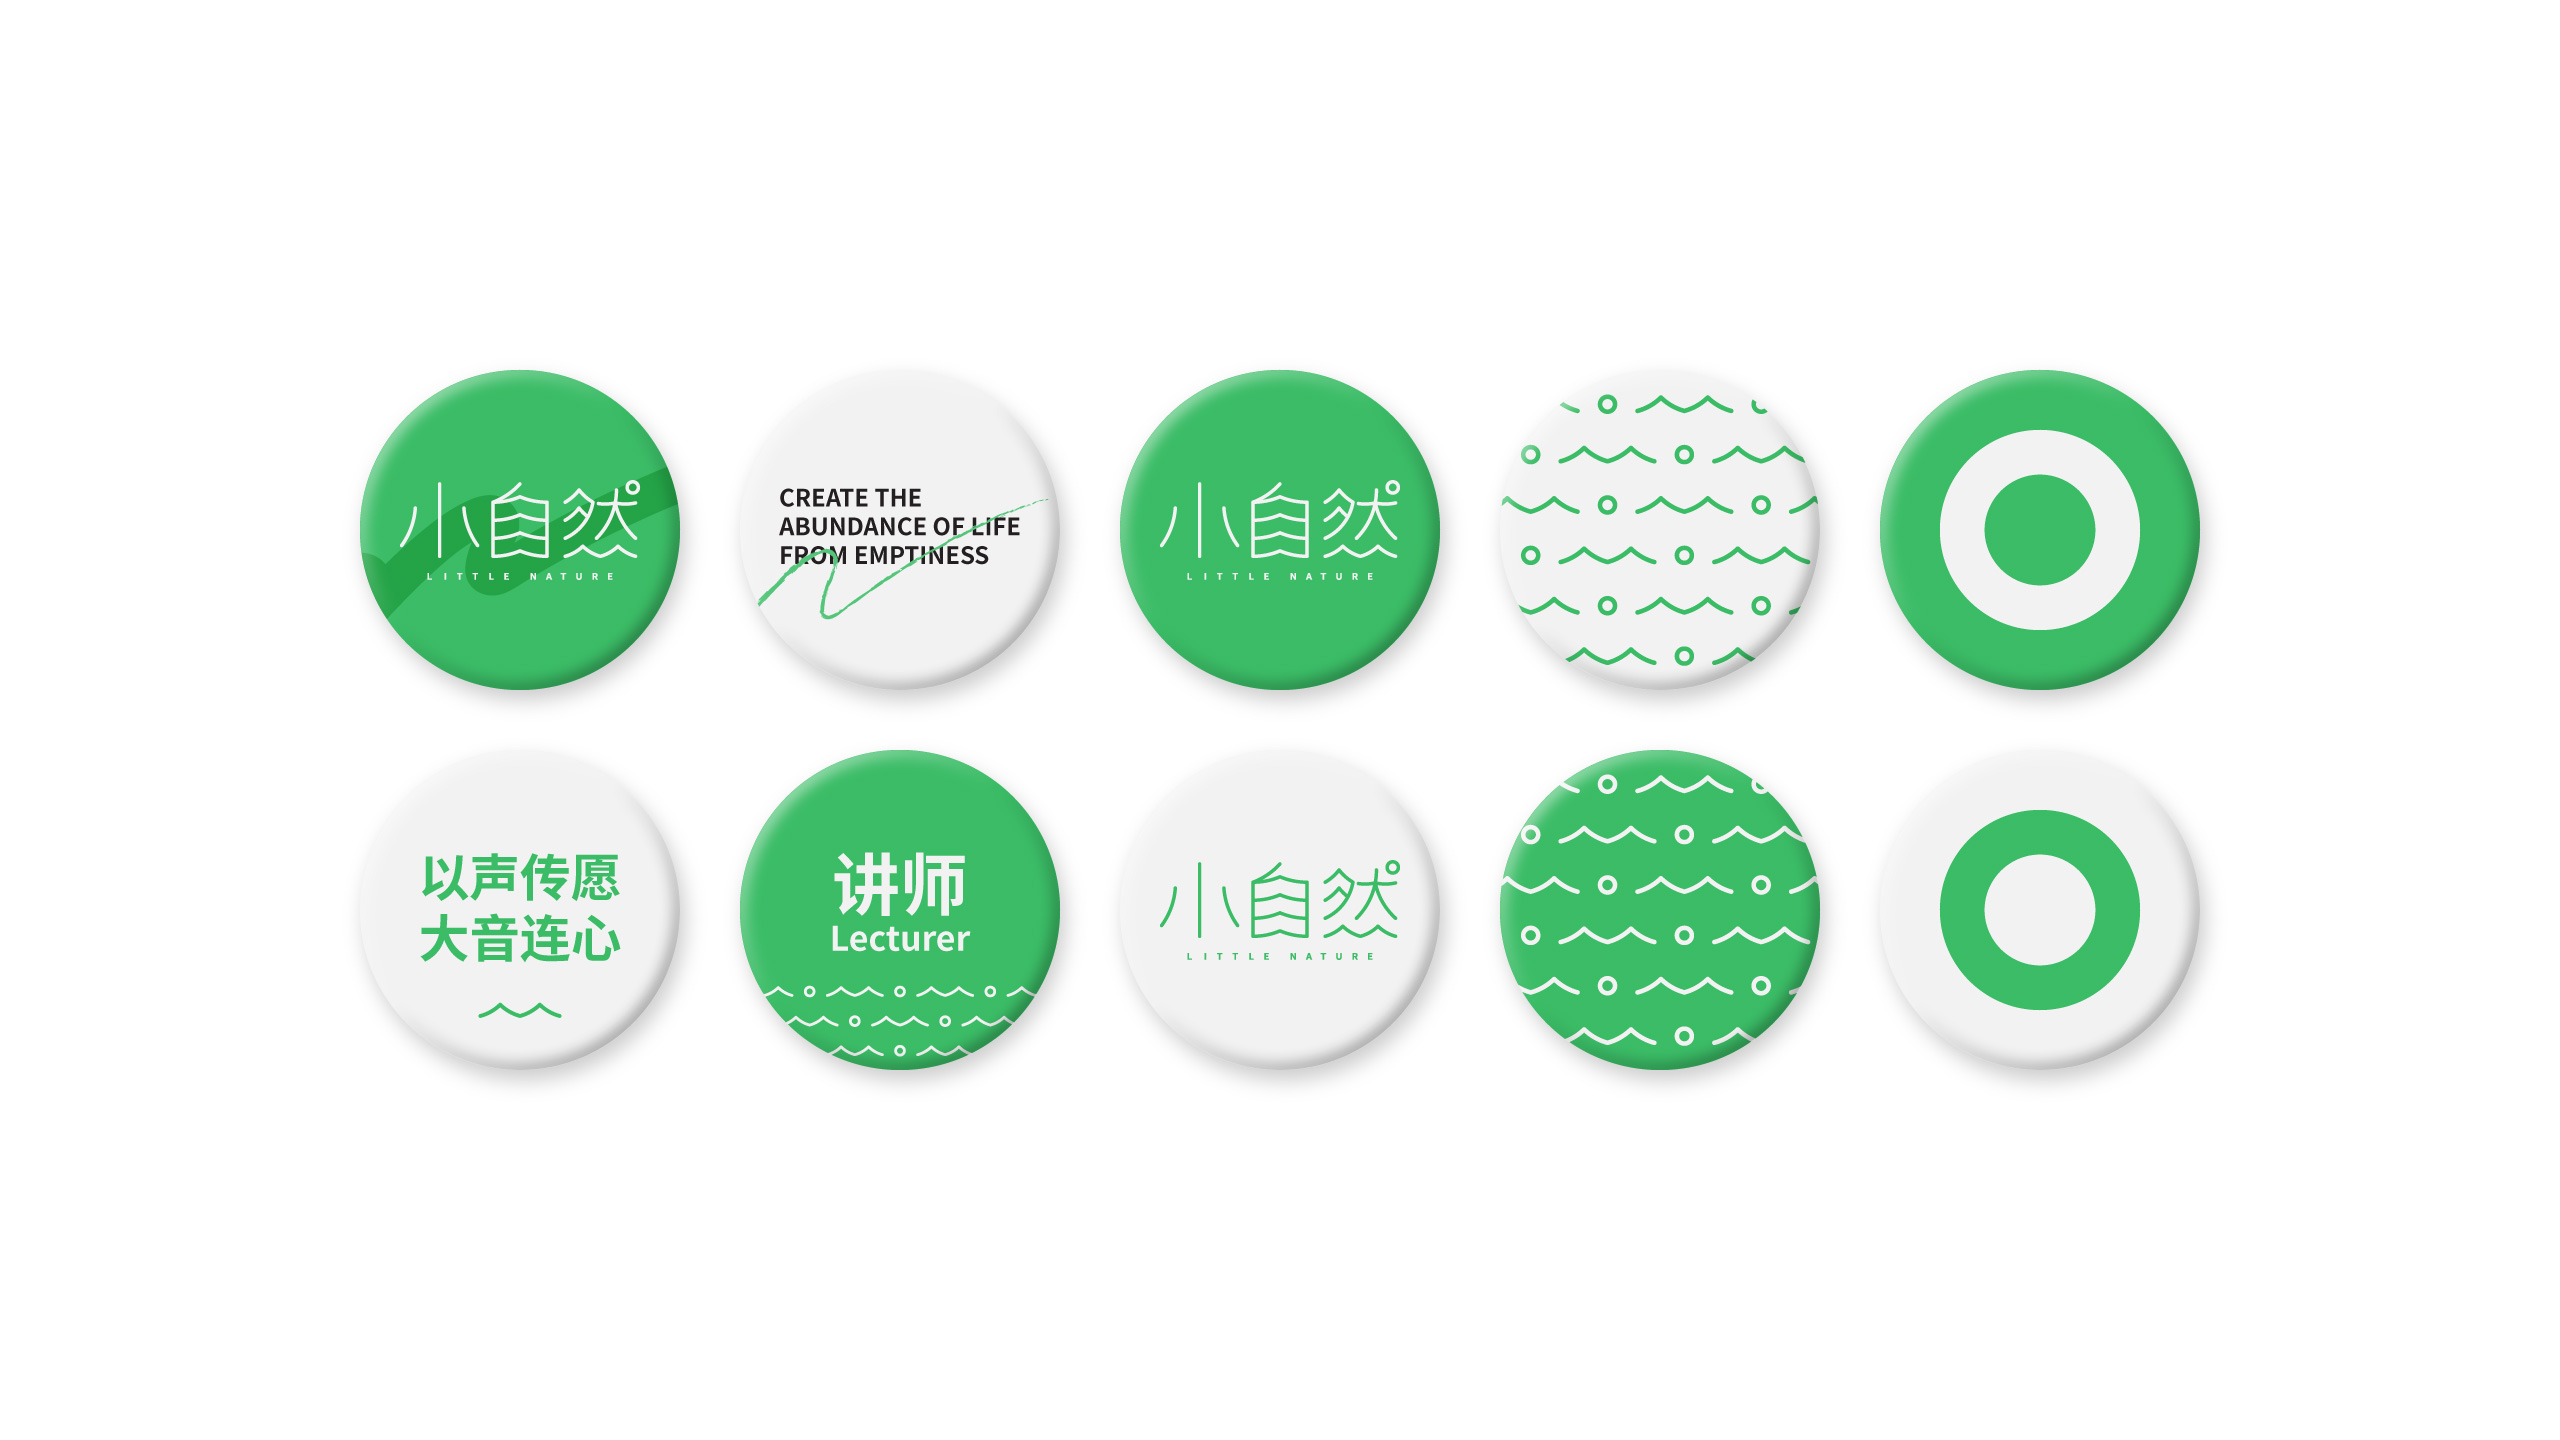 小自然
LITTLE NATURE
CREATE THE
ABUNDANCE OF LIFE
FROM EMPTINESS
小自然
LITTLE NATURE
以声传愿
大音连心
讲师
Lecturer
小自然
LITTLE NATURE